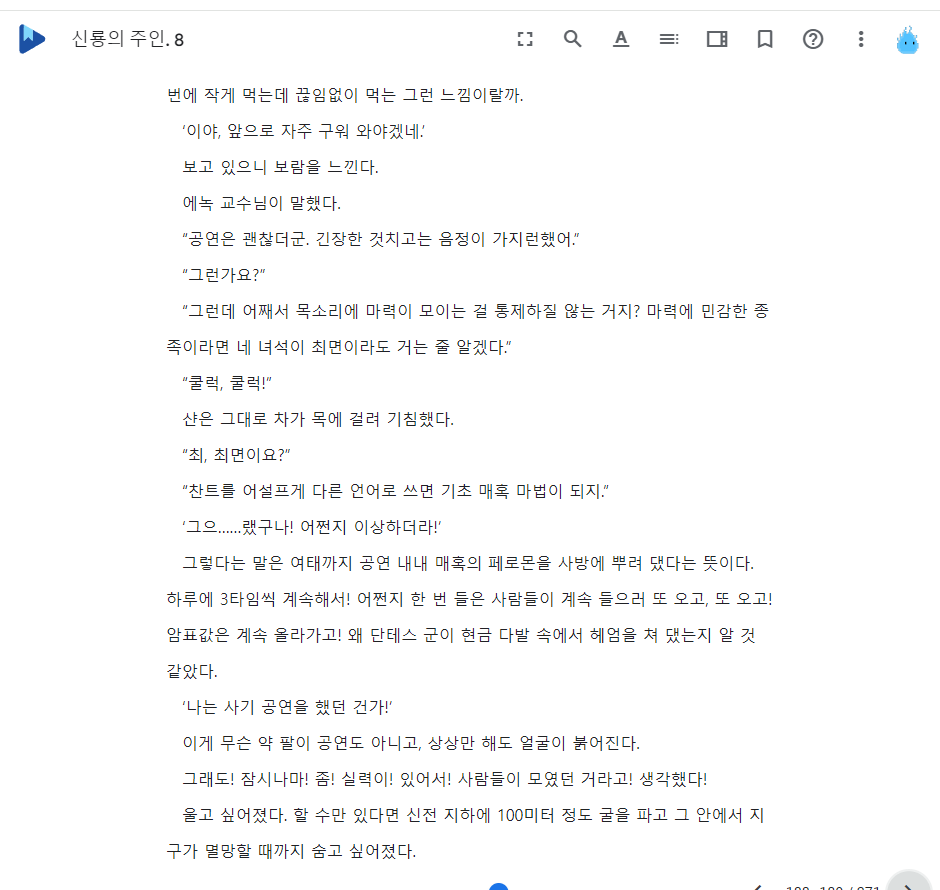 신룡의 주인. 8
번에 작게 먹는데 끊임없이 먹는 그런 느낌이랄까.
‘이야, 앞으로 자주 구워 와야겠네.’
보고 있으니 보람을 느낀다.
에녹 교수님이 말했다.
“공연은 괜찮더군. 긴장한 것치고는 음정이 가지런했어.”
“그런가요?”
“그런데 어째서 목소리에 마력이 모이는 걸 통제하질 않는 거지? 마력에 민감한 종
족이라면 네 녀석이 최면이라도 거는 줄 알겠다.”
“쿨럭, 쿨럭!”
샨은 그대로 차가 목에 걸려 기침했다.
“최, 최면이요?”
“찬트를 어설프게 다른 언어로 쓰면 기초 매혹 마법이 되지.”
‘그으......랬구나! 어쩐지 이상하더라!’
그렇다는 말은 여태까지 공연 내내 매혹의 페로몬을 사방에 뿌려 댔다는 뜻이다.
하루에 3타임씩 계속해서! 어쩐지 한 번 들은 사람들이 계속 들으러 또 오고, 또 오고!
암표값은 계속 올라가고! 왜 단테스 군이 현금 다발 속에서 헤엄을 쳐 댔는지 알 것
같았다.
‘나는 사기 공연을 했던 건가!’
이게 무슨 약 팔이 공연도 아니고, 상상만 해도 얼굴이 붉어진다.
그래도! 잠시나마! 좀! 실력이! 있어서! 사람들이 모였던 거라고! 생각했다!
울고 싶어졌다. 할 수만 있다면 신전 지하에 100미터 정도 굴을 파고 그 안에서 지
구가 멸망할 때까지 숨고 싶어졌다.